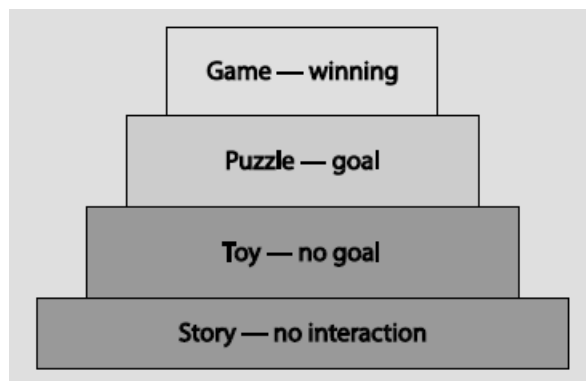 Game — winning
Puzzle — goal
Toy — no goal
Story — no interaction